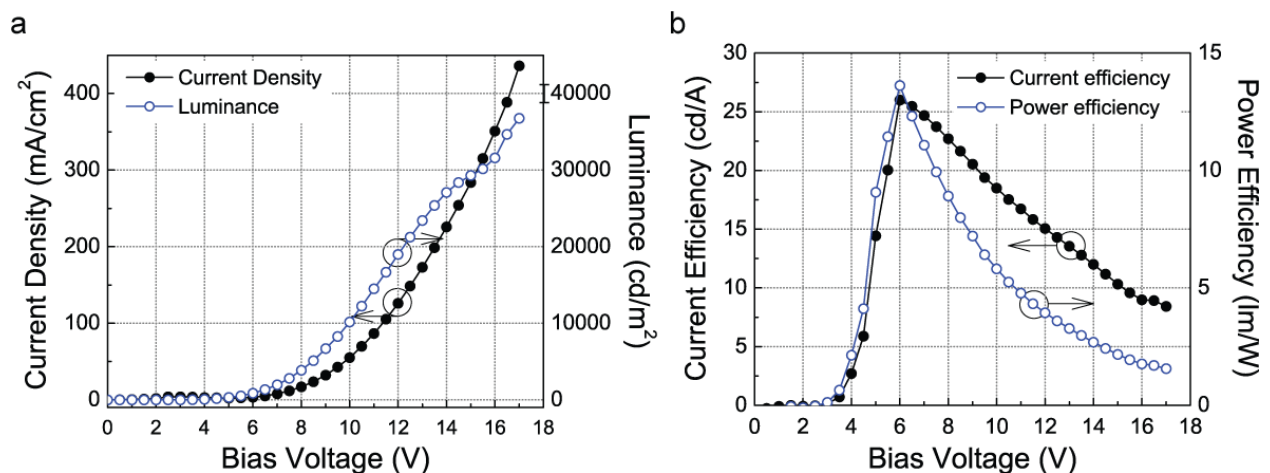 a
Current Density (mA/cm²)
400
300
200
100
0
Current Density
Luminance
40000
30000
20000
10000
0
Luminance (cd/m²)
0 2 4 6 8 10 12 14 16 18
Bias Voltage (V)
b
Current Efficiency (cd/A)
30
25
20
15
10
5
0
Current efficiency
Power efficiency
15
10
5
0
Power Efficiency (lm/W)
0 2 4 6 8 10 12 14 16 18
Bias Voltage (V)